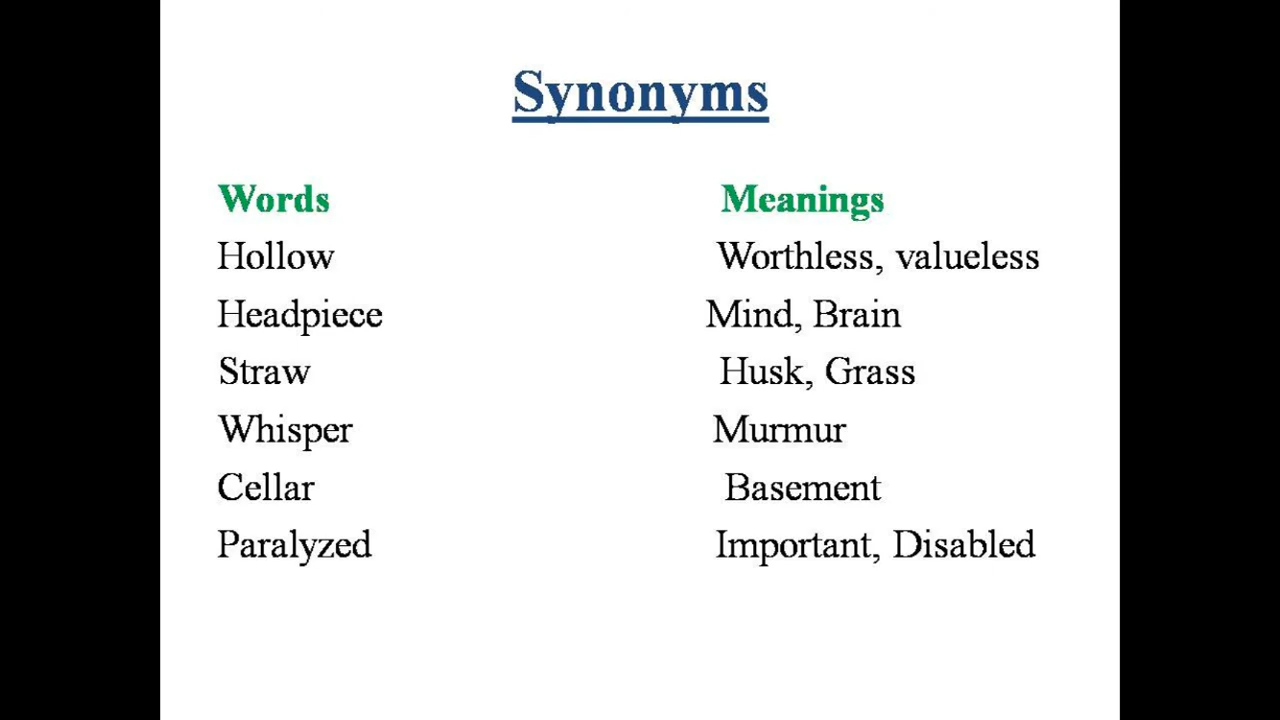 Synonyms
Words Meanings
Hollow Worthless, valueless
Headpiece Mind, Brain
Straw Husk, Grass
Whisper Murmur
Cellar Basement
Paralyzed Important, Disabled